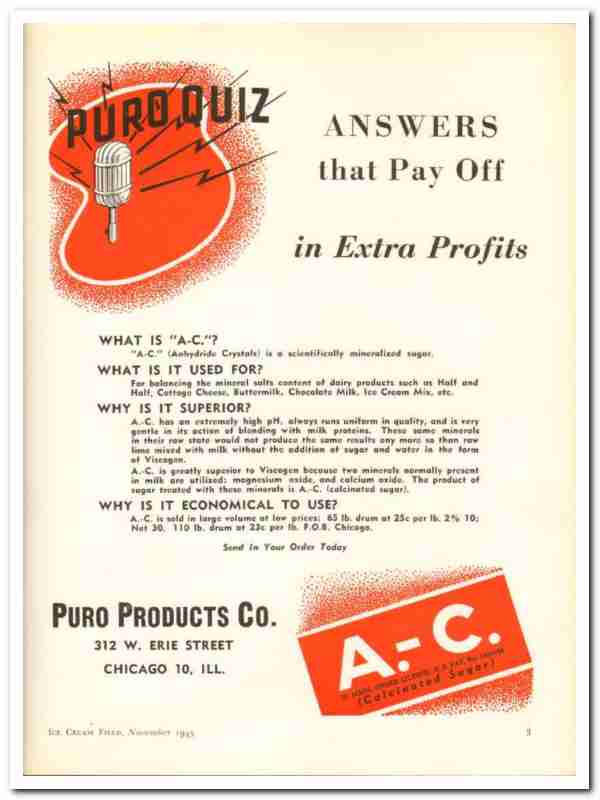 PURO QUIZ
ANSWERS
that Pay Off
in Extra Profits
WHAT IS "A-C."?
"A-C." (Anhydride Crystals) is a scientifically mineralized sugar.
WHAT IS IT USED FOR?
For balancing the mineral salts content of dairy products such as Half and
Half, Cottage Cheese, Buttermilk, Chocolate Milk, Ice Cream Mix, etc.
WHY IS IT SUPERIOR?
A.-C. has an extremely high pH, always runs uniform in quality, and is very
gentle in its action of blending with milk proteins. These same minerals
in their raw state would not produce the same results any more so than raw
lime mixed with milk without the addition of sugar and water in the form
of Viscogen.
A.-C. is greatly superior to Viscogen because two minerals normally present
in milk are utilized: magnesium oxide, and calcium oxide. The product of
sugar treated with these minerals is A.-C. (calcinated sugar).
WHY IS IT ECONOMICAL TO USE?
A.-C. is sold in large volume at low prices: 65 lb. drum at 25c per lb. 2% 10;
Net 30. 110 lb. drum at 23c per lb. F.O.B. Chicago.
Send in Your Order Today
PURO PRODUCTS CO.
312 W. ERIE STREET
CHICAGO 10, ILL.
A.-C.
U. S. PAT.
(Calcinated Sugar)
ICE CREAM FIELD, November 1945
3